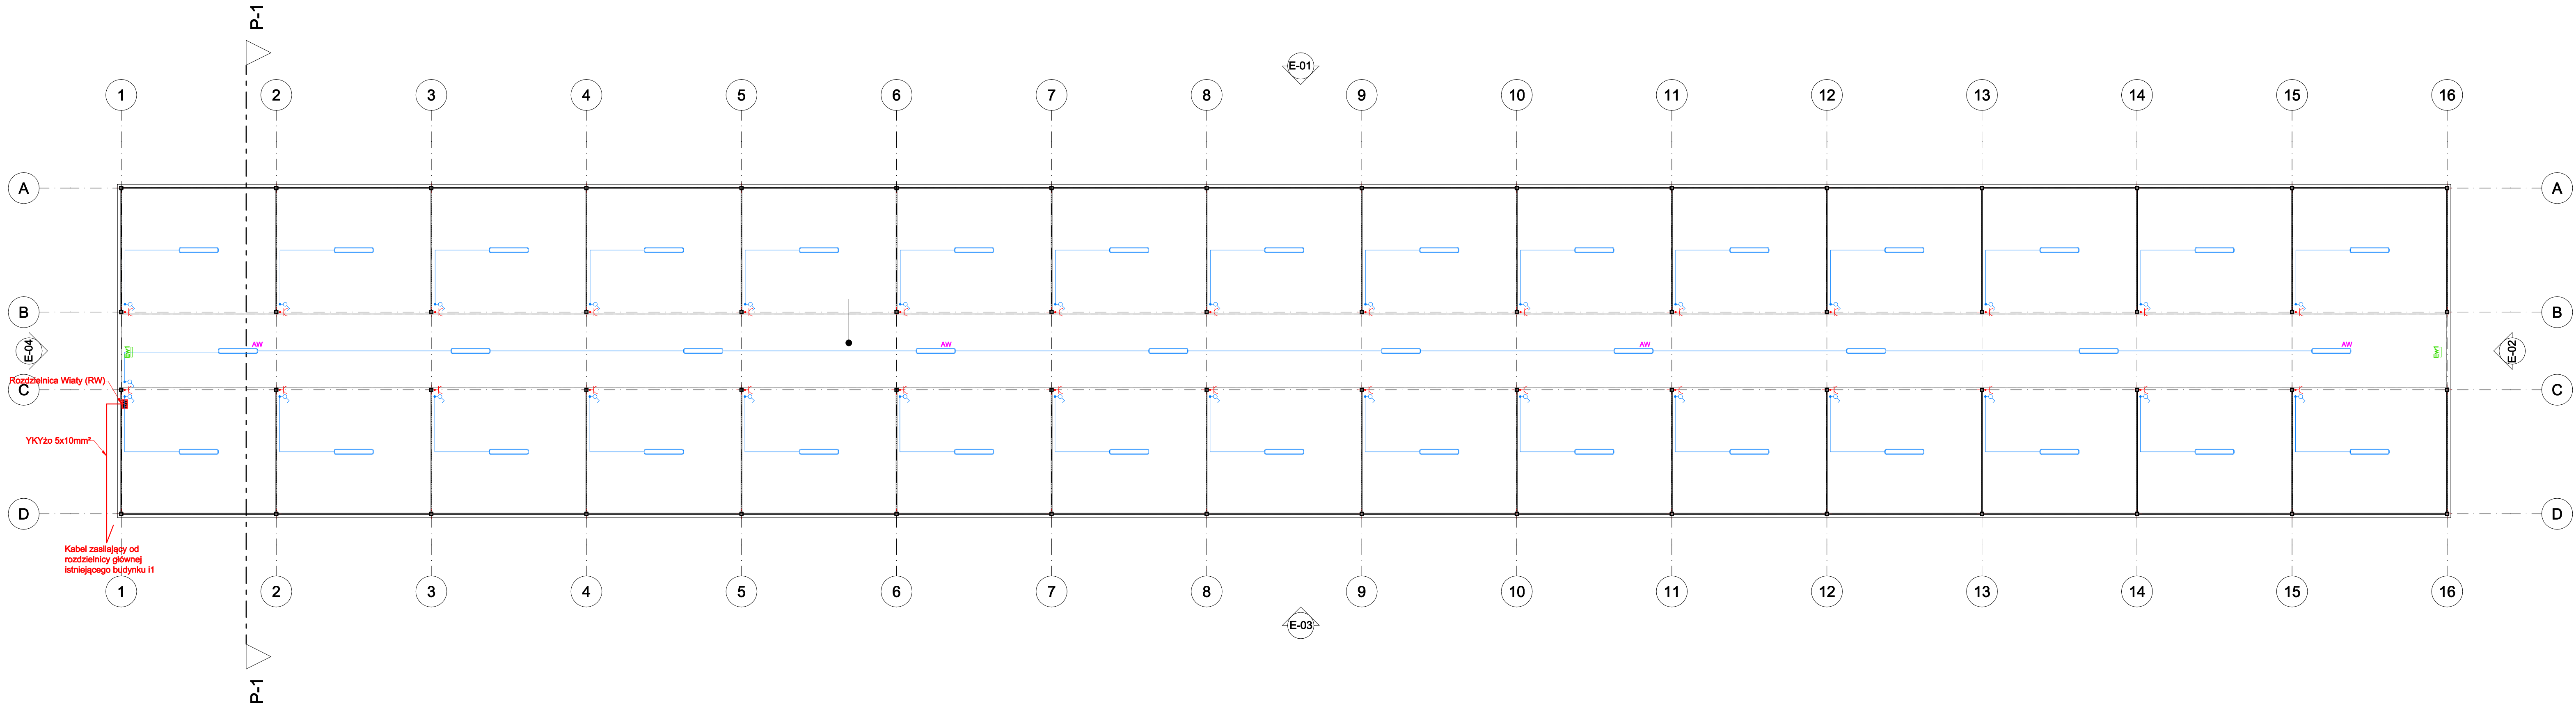 P-1
E-01
1 2 3 4 5 6 7 8 9 10 11 12 13 14 15 16
A A
B B
AW AW AW AW
E-04 Ew1 Ew1 E-02
Rozdzielnica Wiaty (RW)
C C
YKYżo 5x10mm²
D D
Kabel zasilający od
rozdzielnicy głównej
istniejącego budynku i1
1 2 3 4 5 6 7 8 9 10 11 12 13 14 15 16
E-03
P-1